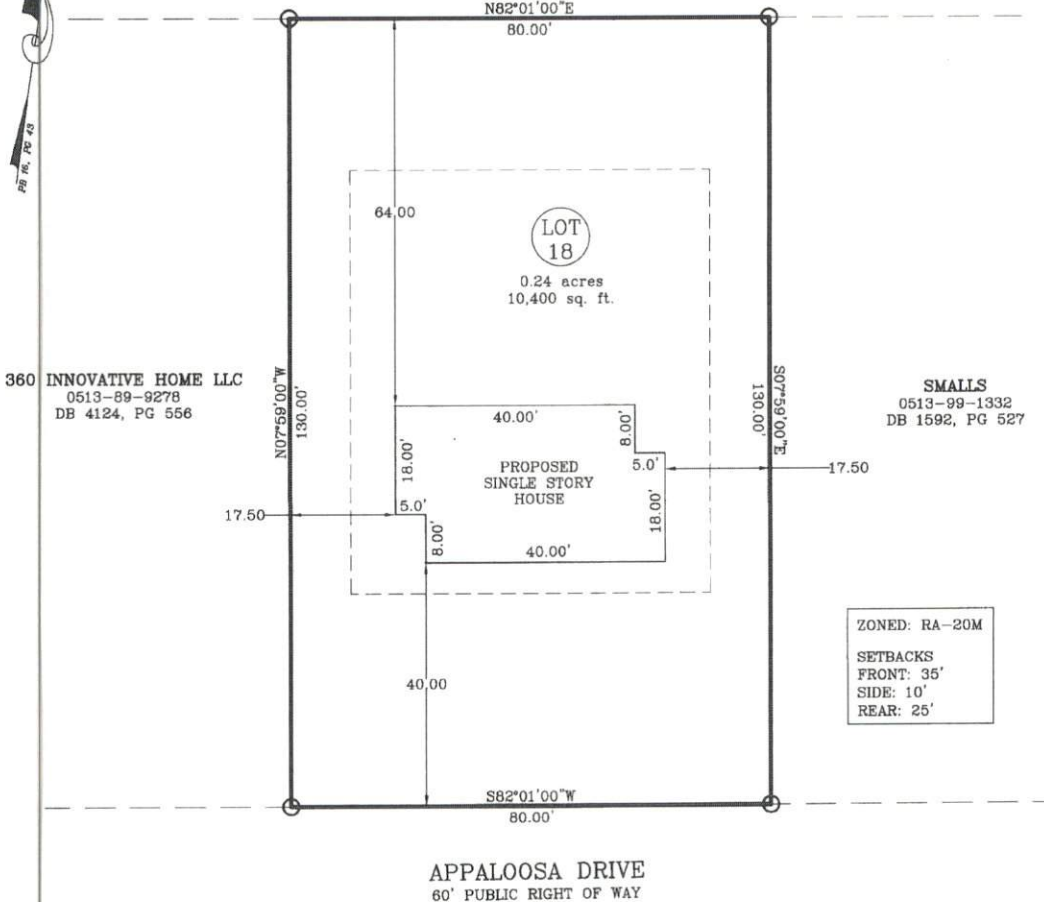 N82°01'00"E
80.00'
PB 16, PG 43
64.00
LOT
18
0.24 acres
10,400 sq. ft.
360 INNOVATIVE HOME LLC
0513-89-9278
DB 4124, PG 556
N07°59'00"W
130.00'
S07°59'00"E
130.00'
SMALLS
0513-99-1332
DB 1592, PG 527
40.00'
8.00'
18.00'
PROPOSED
SINGLE STORY
HOUSE
5.0'
17.50
17.50
5.0'
18.00'
8.00'
40.00'
40.00
ZONED: RA-20M
SETBACKS
FRONT: 35'
SIDE: 10'
REAR: 25'
S82°01'00"W
80.00'
APPALOOSA DRIVE
60' PUBLIC RIGHT OF WAY